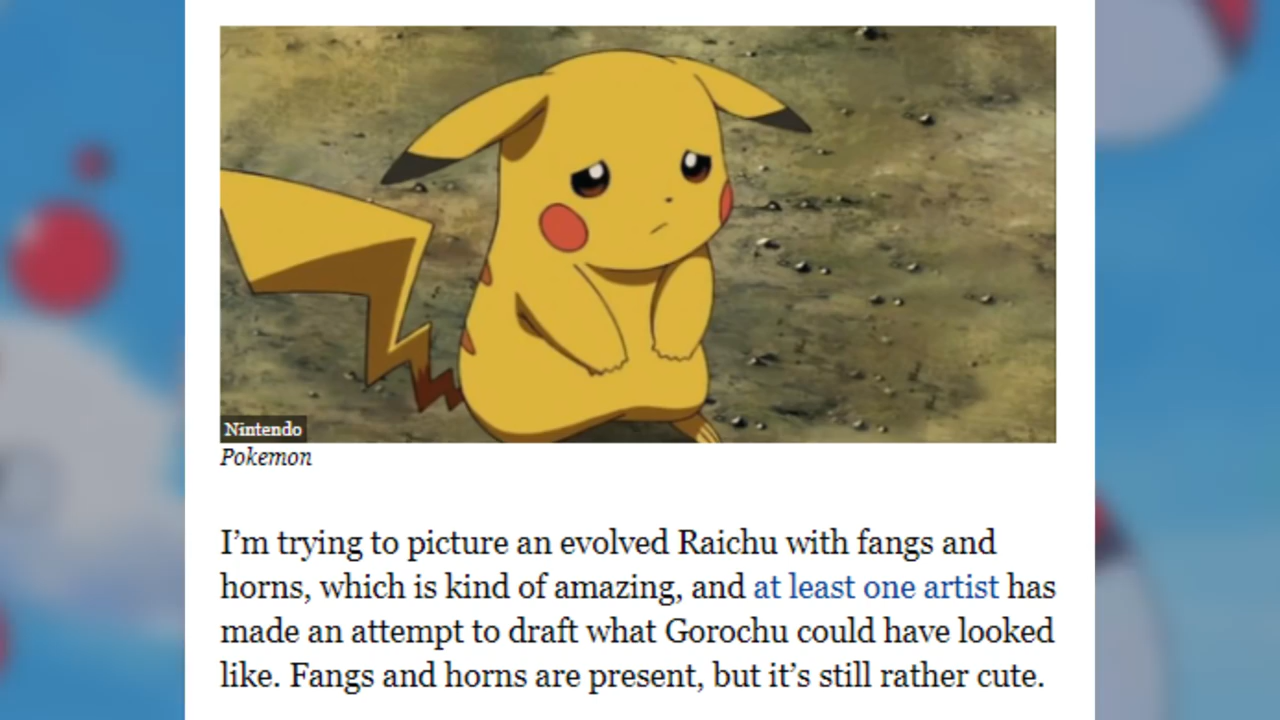 Nintendo
Pokemon
I’m trying to picture an evolved Raichu with fangs and
horns, which is kind of amazing, and at least one artist has
made an attempt to draft what Gorochu could have looked
like. Fangs and horns are present, but it’s still rather cute.